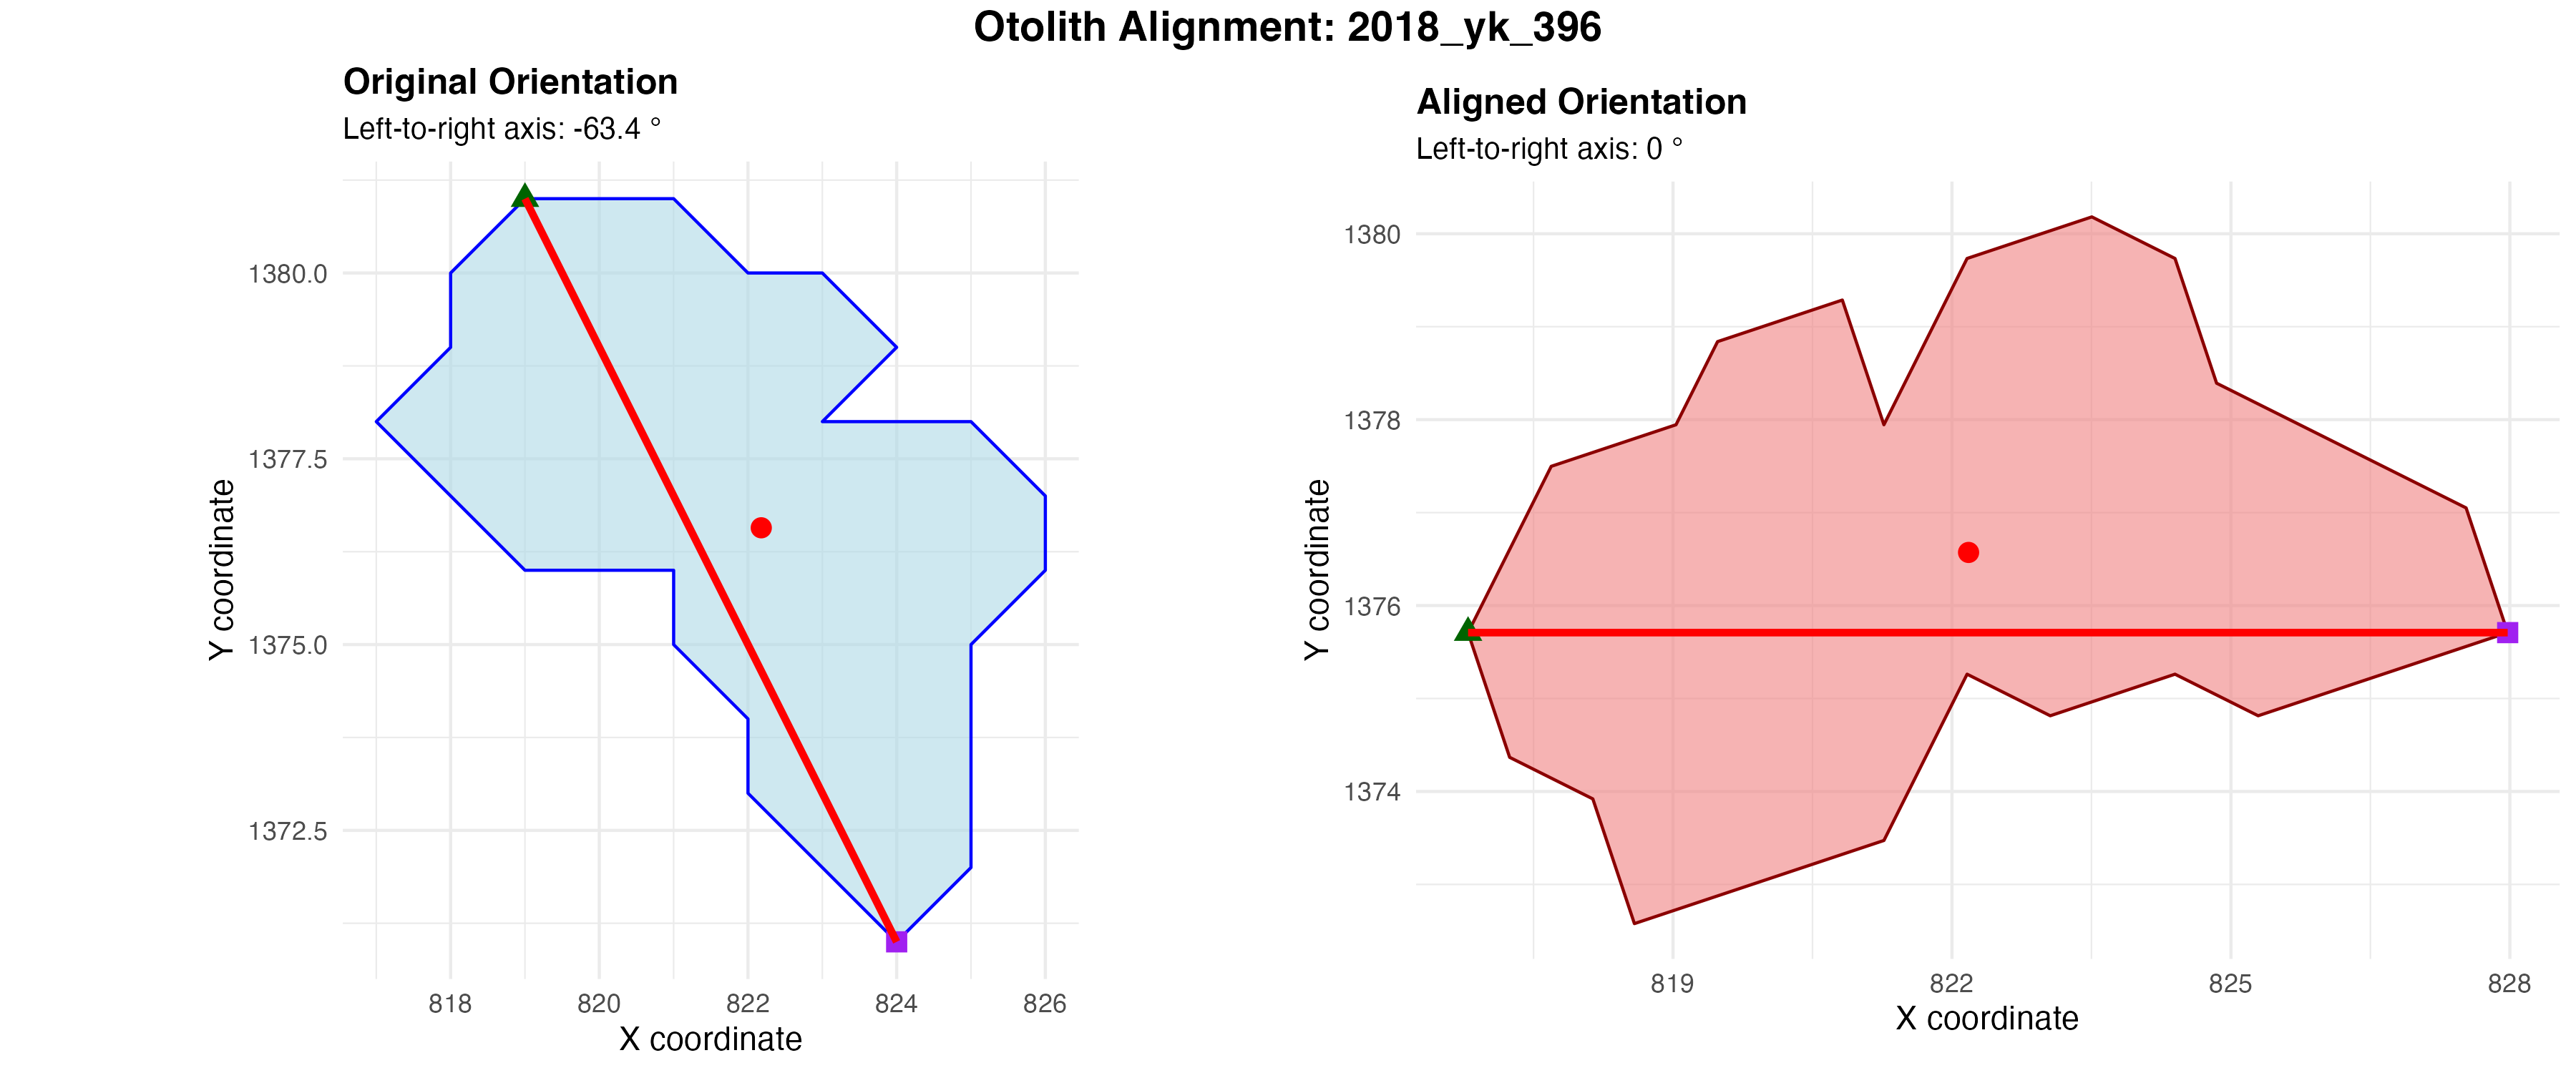 Otolith Alignment: 2018_yk_396
Original Orientation
Left-to-right axis: -63.4 °
Y coordinate
1380.0
1377.5
1375.0
1372.5
818 820 822 824 826
X coordinate
Aligned Orientation
Left-to-right axis: 0 °
Y coordinate
1380
1378
1376
1374
819 822 825 828
X coordinate